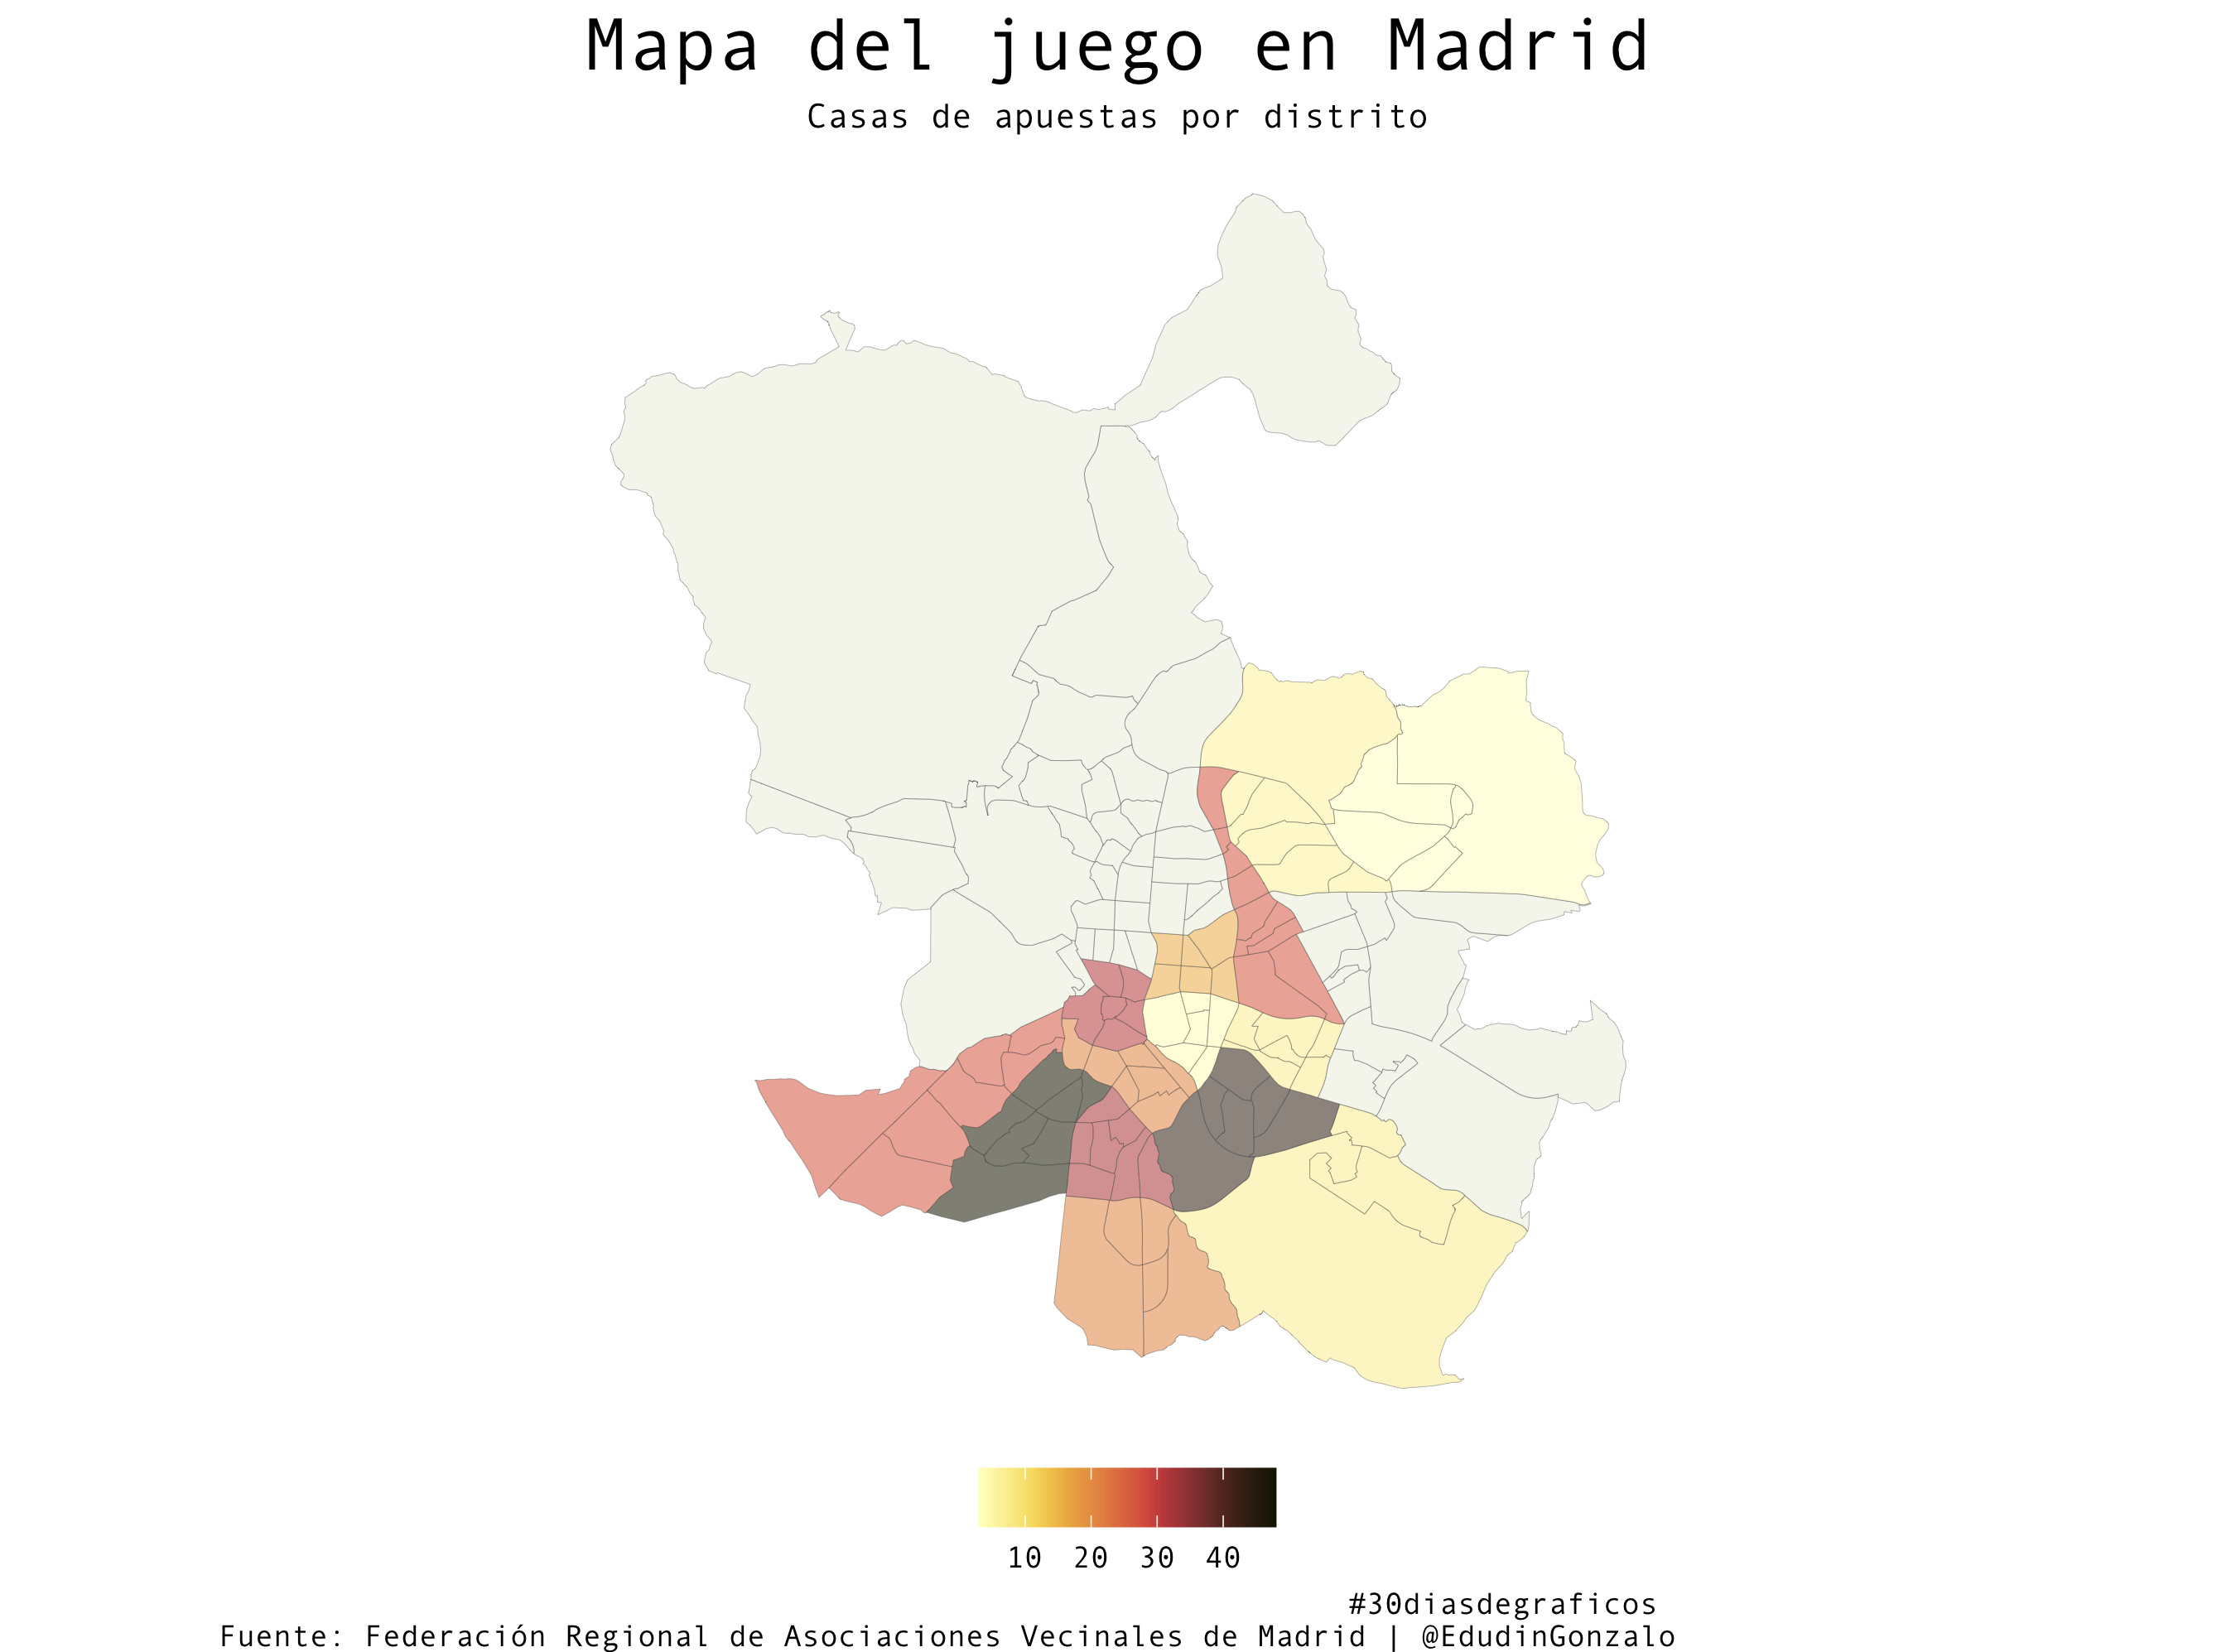 Mapa del juego en Madrid
Casas de apuestas por distrito
10 20 30 40
#30diasdegraficos
Fuente: Federación Regional de Asociaciones Vecinales de Madrid | @EdudinGonzalo